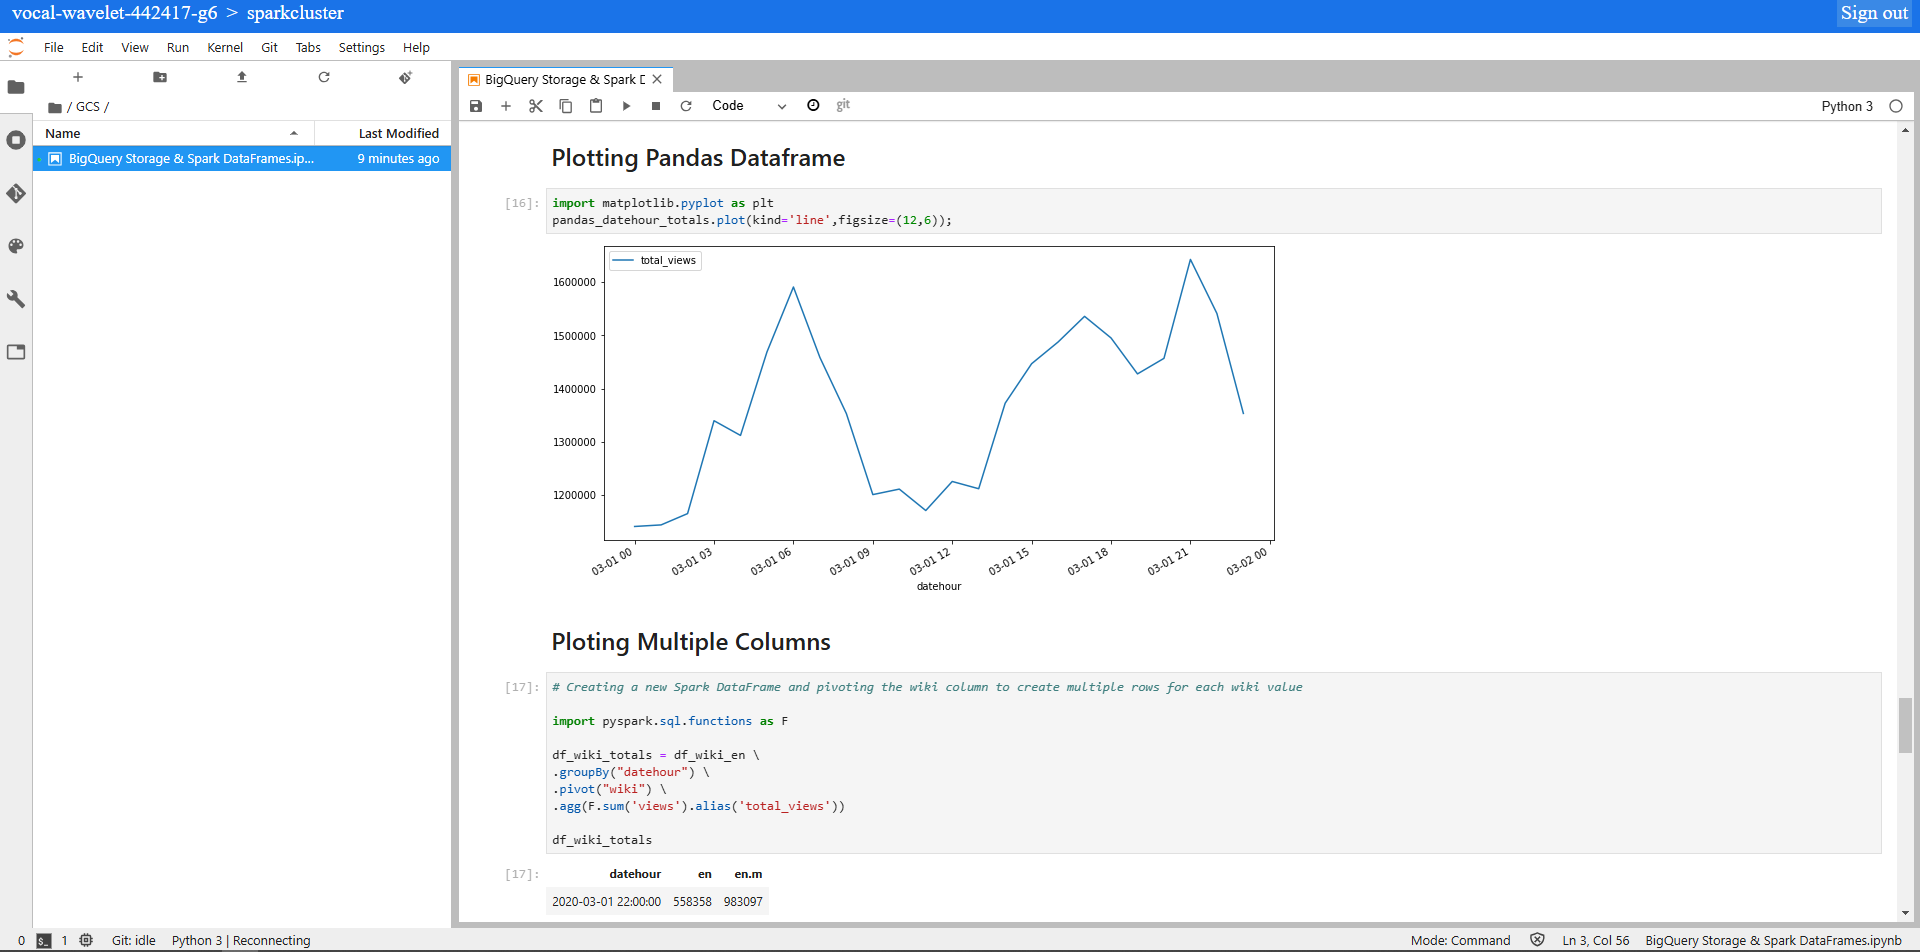 vocal-wavelet-442417-g6 > sparkcluster
Sign out
File Edit View Run Kernel Git Tabs Settings Help
/ GCS /
Name Last Modified
BigQuery Storage & Spark DataFrames.ip... 9 minutes ago
BigQuery Storage & Spark D
Code
git
Python 3
Plotting Pandas Dataframe
[16]:
import matplotlib.pyplot as plt
pandas_datehour_totals.plot(kind='line',figsize=(12,6));
total_views
1600000
1500000
1400000
1300000
1200000
03-01 00 03-01 03 03-01 06 03-01 09 03-01 12 03-01 15 03-01 18 03-01 21 03-02 00
datehour
Ploting Multiple Columns
[17]:
# Creating a new Spark DataFrame and pivoting the wiki column to create multiple rows for each wiki value
import pyspark.sql.functions as F
df_wiki_totals = df_wiki_en \
.groupBy("datehour") \
.pivot("wiki") \
.agg(F.sum('views').alias('total_views'))
df_wiki_totals
[17]:
datehour en en.m
2020-03-01 22:00:00 558358 983097
0 $_ 1 Git: idle Python 3 | Reconnecting
Mode: Command Ln 3, Col 56 BigQuery Storage & Spark DataFrames.ipynb